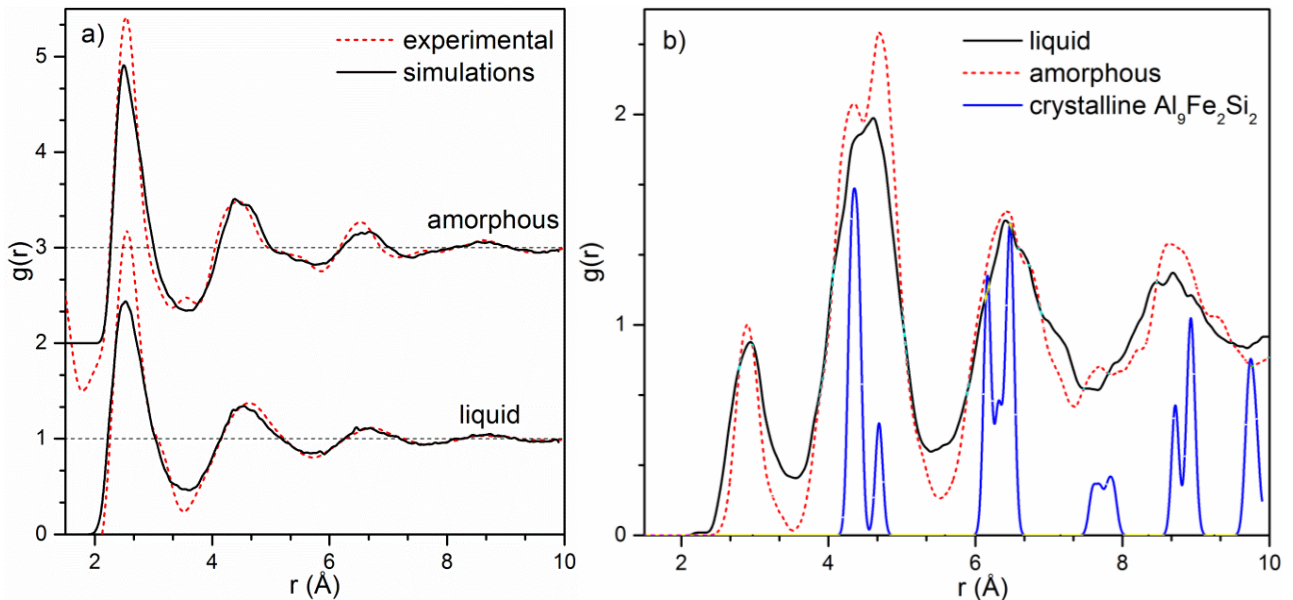 a)
experimental
simulations
5
4
3
2
1
0
g(r)
amorphous
liquid
2 4 6 8 10
r (Å)
b)
liquid
amorphous
crystalline Al₉Fe₂Si₂
2
1
0
g(r)
2 4 6 8 10
r (Å)